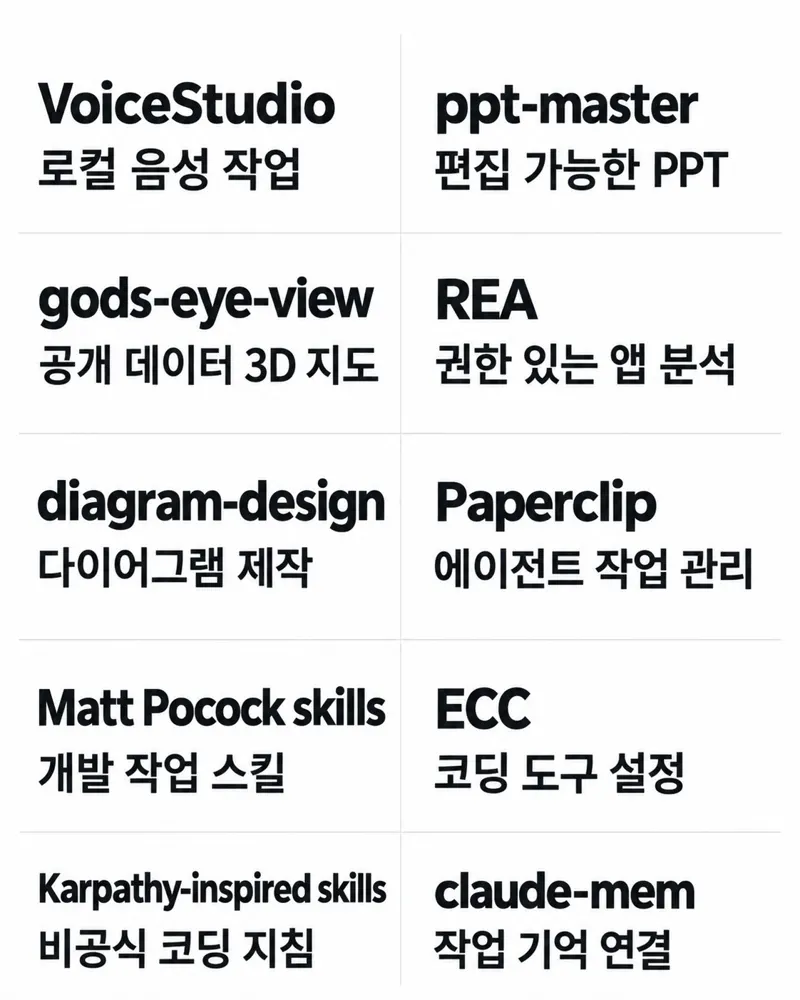 VoiceStudio
로컬 음성 작업
ppt-master
편집 가능한 PPT
gods-eye-view
공개 데이터 3D 지도
REA
권한 있는 앱 분석
diagram-design
다이어그램 제작
Paperclip
에이전트 작업 관리
Matt Pocock skills
개발 작업 스킬
ECC
코딩 도구 설정
Karpathy-inspired skills
비공식 코딩 지침
claude-mem
작업 기억 연결